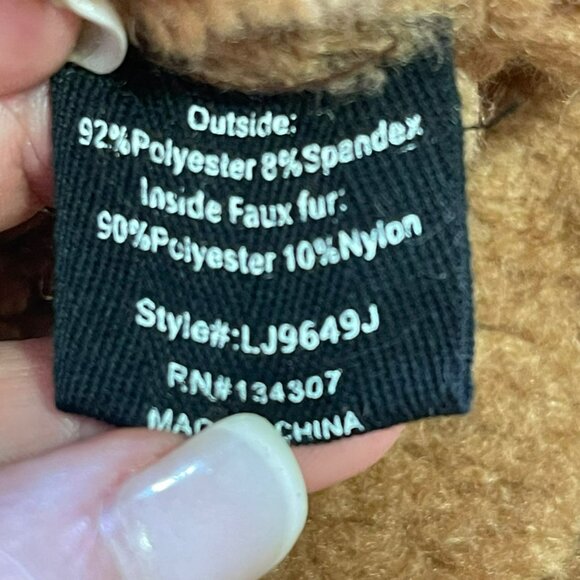 Outside:
92%Polyester 8%Spandex
Inside Faux fur:
90%Polyester 10%Nylon
Style#:LJ9649J
RN#134307
CHINA